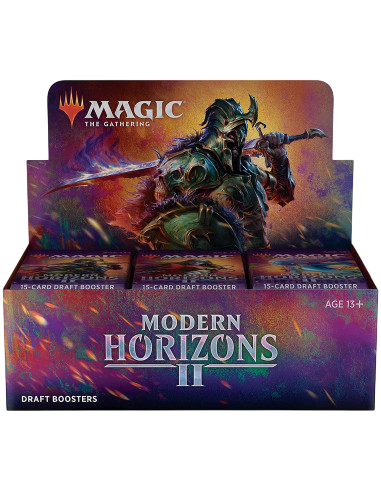 MAGIC
THE GATHERING
15-CARD DRAFT BOOSTER
15-CARD DRAFT BOOSTER
15-CARD DRAFT BOOSTER
AGE 13+
MODERN
HORIZONS
II
DRAFT BOOSTERS